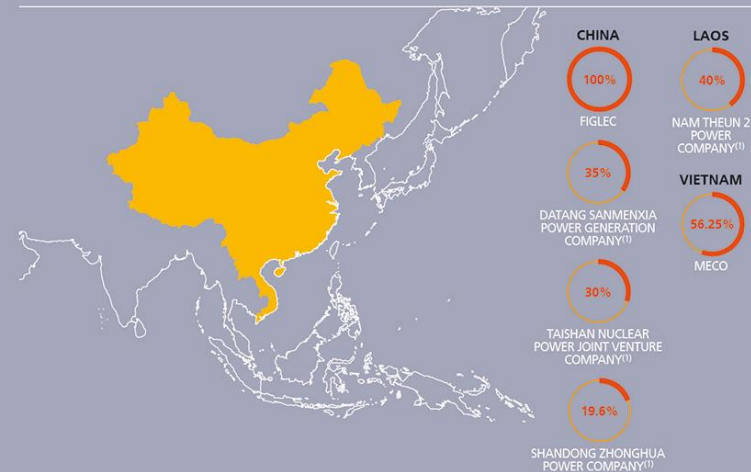 CHINA
100%
FIGLEC
35%
DATANG SANMENXIA
POWER GENERATION
COMPANY(1)
30%
TAISHAN NUCLEAR
POWER JOINT VENTURE
COMPANY(1)
19.6%
SHANDONG ZHONGHUA
POWER COMPANY(1)
LAOS
40%
NAM THEUN 2
POWER
COMPANY(1)
VIETNAM
56.25%
MECO